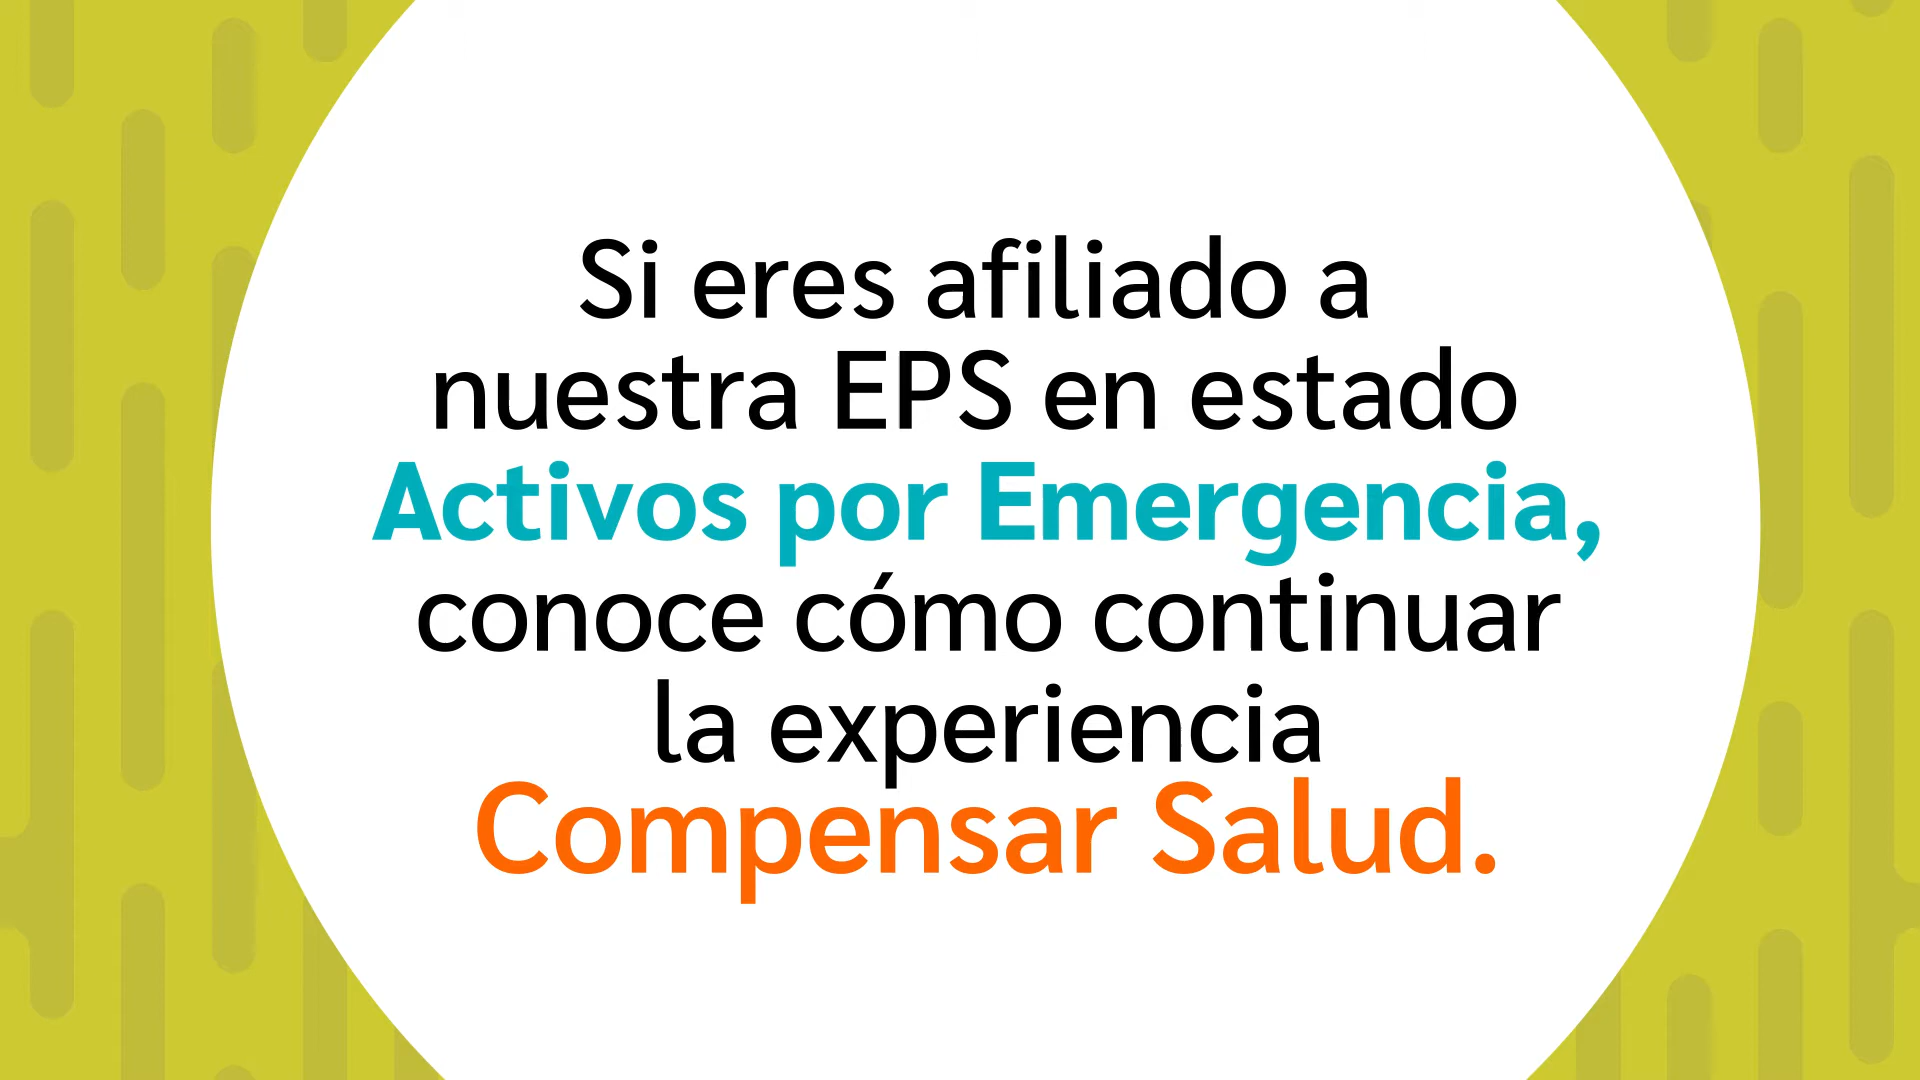 Si eres afiliado a
nuestra EPS en estado
Activos por Emergencia,
conoce cómo continuar
la experiencia
Compensar Salud.